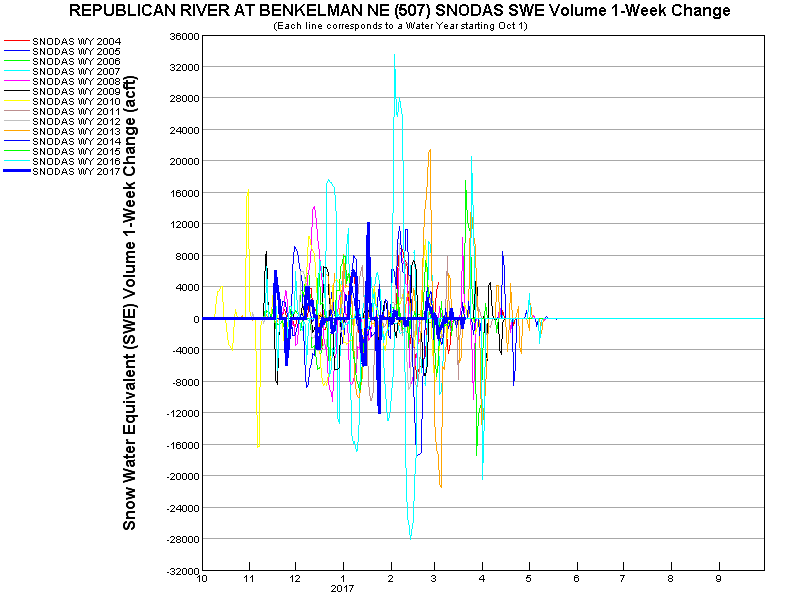 REPUBLICAN RIVER AT BENKELMAN NE (507) SNODAS SWE Volume 1-Week Change
(Each line corresponds to a Water Year starting Oct 1)
SNODAS WY 2004
SNODAS WY 2005
SNODAS WY 2006
SNODAS WY 2007
SNODAS WY 2008
SNODAS WY 2009
SNODAS WY 2010
SNODAS WY 2011
SNODAS WY 2012
SNODAS WY 2013
SNODAS WY 2014
SNODAS WY 2015
SNODAS WY 2016
SNODAS WY 2017
Snow Water Equivalent (SWE) Volume 1-Week Change (acft)
36000
32000
28000
24000
20000
16000
12000
8000
4000
0
-4000
-8000
-12000
-16000
-20000
-24000
-28000
-32000
10 11 12 1 2 3 4 5 6 7 8 9
2017